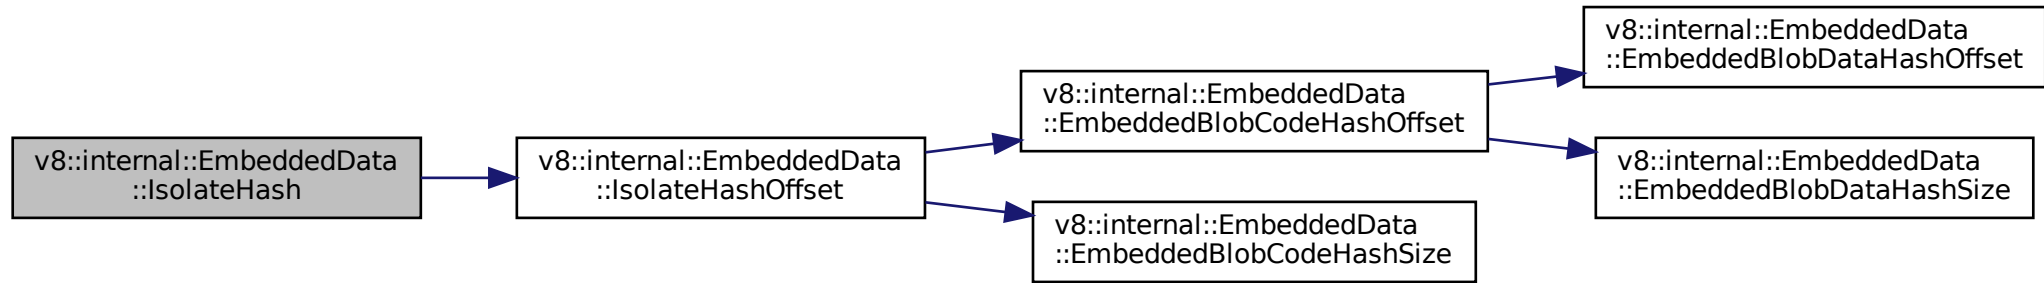 v8::internal::EmbeddedData
::IsolateHash
v8::internal::EmbeddedData
::IsolateHashOffset
v8::internal::EmbeddedData
::EmbeddedBlobCodeHashOffset
v8::internal::EmbeddedData
::EmbeddedBlobDataHashOffset
v8::internal::EmbeddedData
::EmbeddedBlobDataHashSize
v8::internal::EmbeddedData
::EmbeddedBlobCodeHashSize